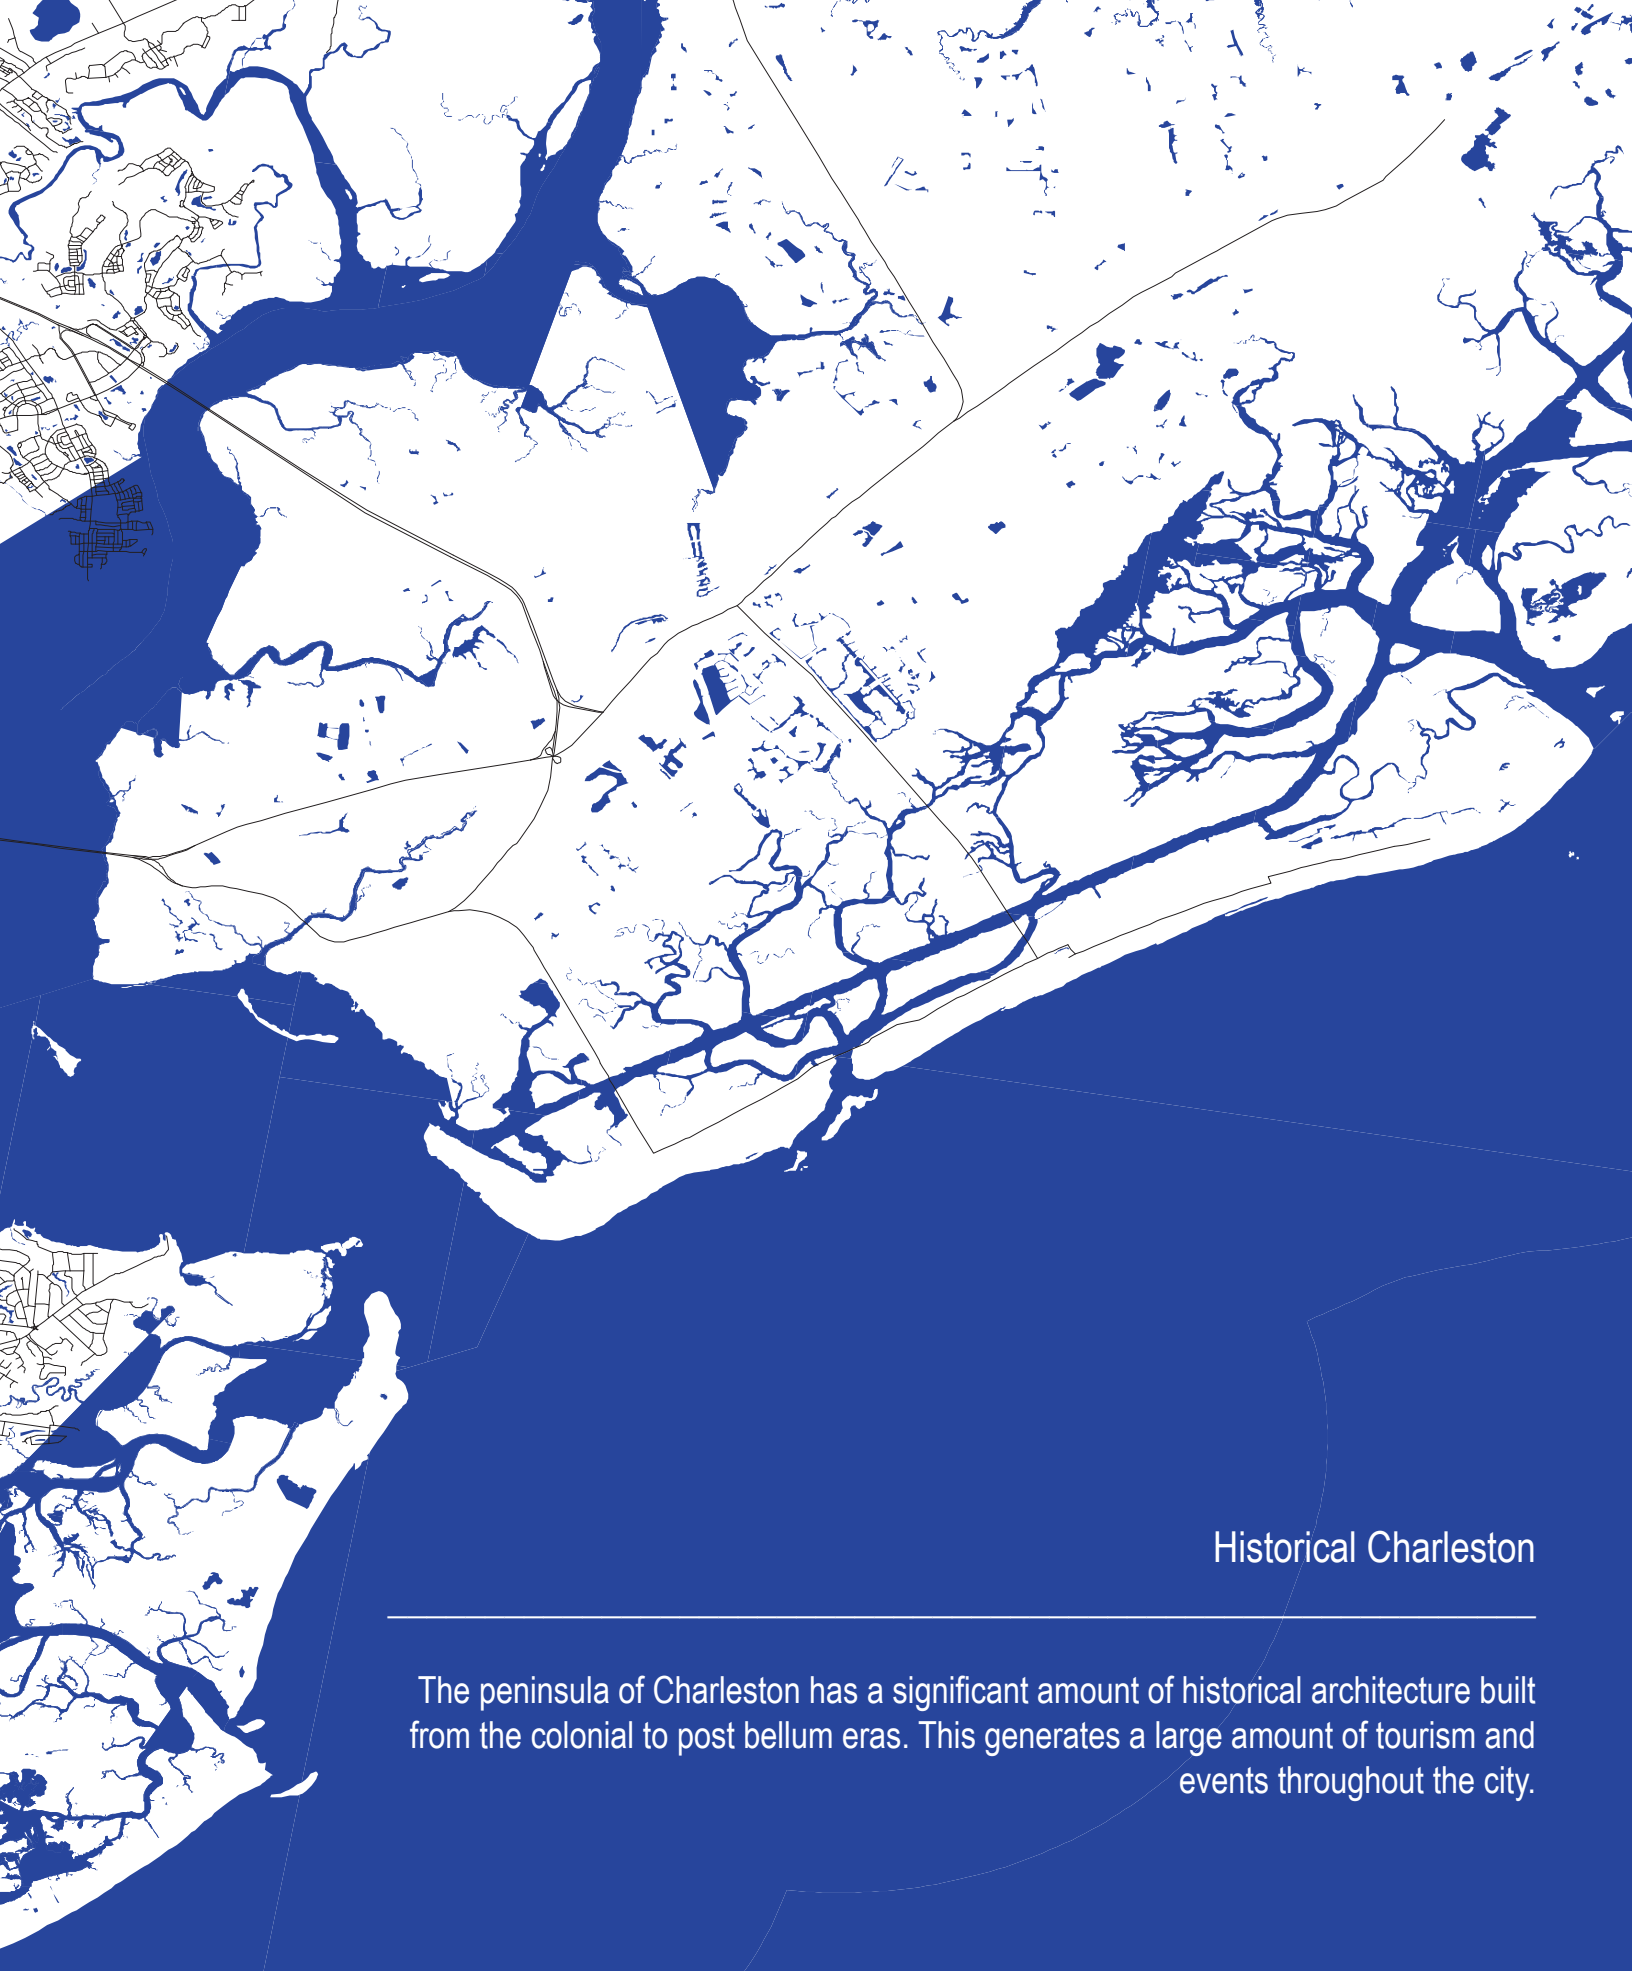 Historical Charleston
The peninsula of Charleston has a significant amount of historical architecture built
from the colonial to post bellum eras. This generates a large amount of tourism and
events throughout the city.